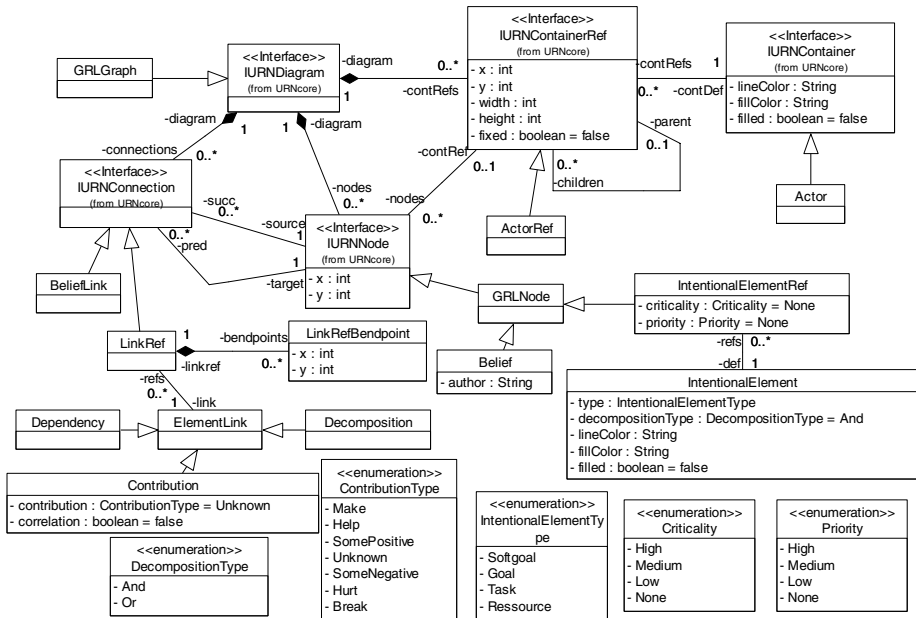 <<Interface>>
IURNContainerRef
(from URNcore)
- x : int
- y : int
- width : int
- height : int
- fixed : boolean = false
<<Interface>>
IURNContainer
(from URNcore)
- lineColor : String
- fillColor : String
- filled : boolean = false
<<Interface>>
IURNDiagram
(from URNcore)
GRLGraph
-diagram
1
0..*
-contRefs
-contRefs
0..*
1
-contDef
-diagram
1
-connections
0..*
1
-diagram
-nodes
0..*
-contRef
0..1
-nodes
0..*
-parent
0..1
0..*
-children
<<Interface>>
IURNConnection
(from URNcore)
-succ
0..*
-source
1
0..*
-pred
1
-target
<<Interface>>
IURNNode
(from URNcore)
- x : int
- y : int
ActorRef
Actor
BeliefLink
GRLNode
IntentionalElementRef
- criticality : Criticality = None
- priority : Priority = None
LinkRef
1
-linkref
-bendpoints
0..*
LinkRefBendpoint
- x : int
- y : int
Belief
- author : String
-refs
0..*
-def
1
-refs
0..*
1
-link
IntentionalElement
- type : IntentionalElementType
- decompositionType : DecompositionType = And
- lineColor : String
- fillColor : String
- filled : boolean = false
Dependency
ElementLink
Decomposition
Contribution
- contribution : ContributionType = Unknown
- correlation : boolean = false
<<enumeration>>
ContributionType
- Make
- Help
- SomePositive
- Unknown
- SomeNegative
- Hurt
- Break
<<enumeration>>
IntentionalElementTy
pe
- Softgoal
- Goal
- Task
- Ressource
<<enumeration>>
Criticality
- High
- Medium
- Low
- None
<<enumeration>>
Priority
- High
- Medium
- Low
- None
<<enumeration>>
DecompositionType
- And
- Or